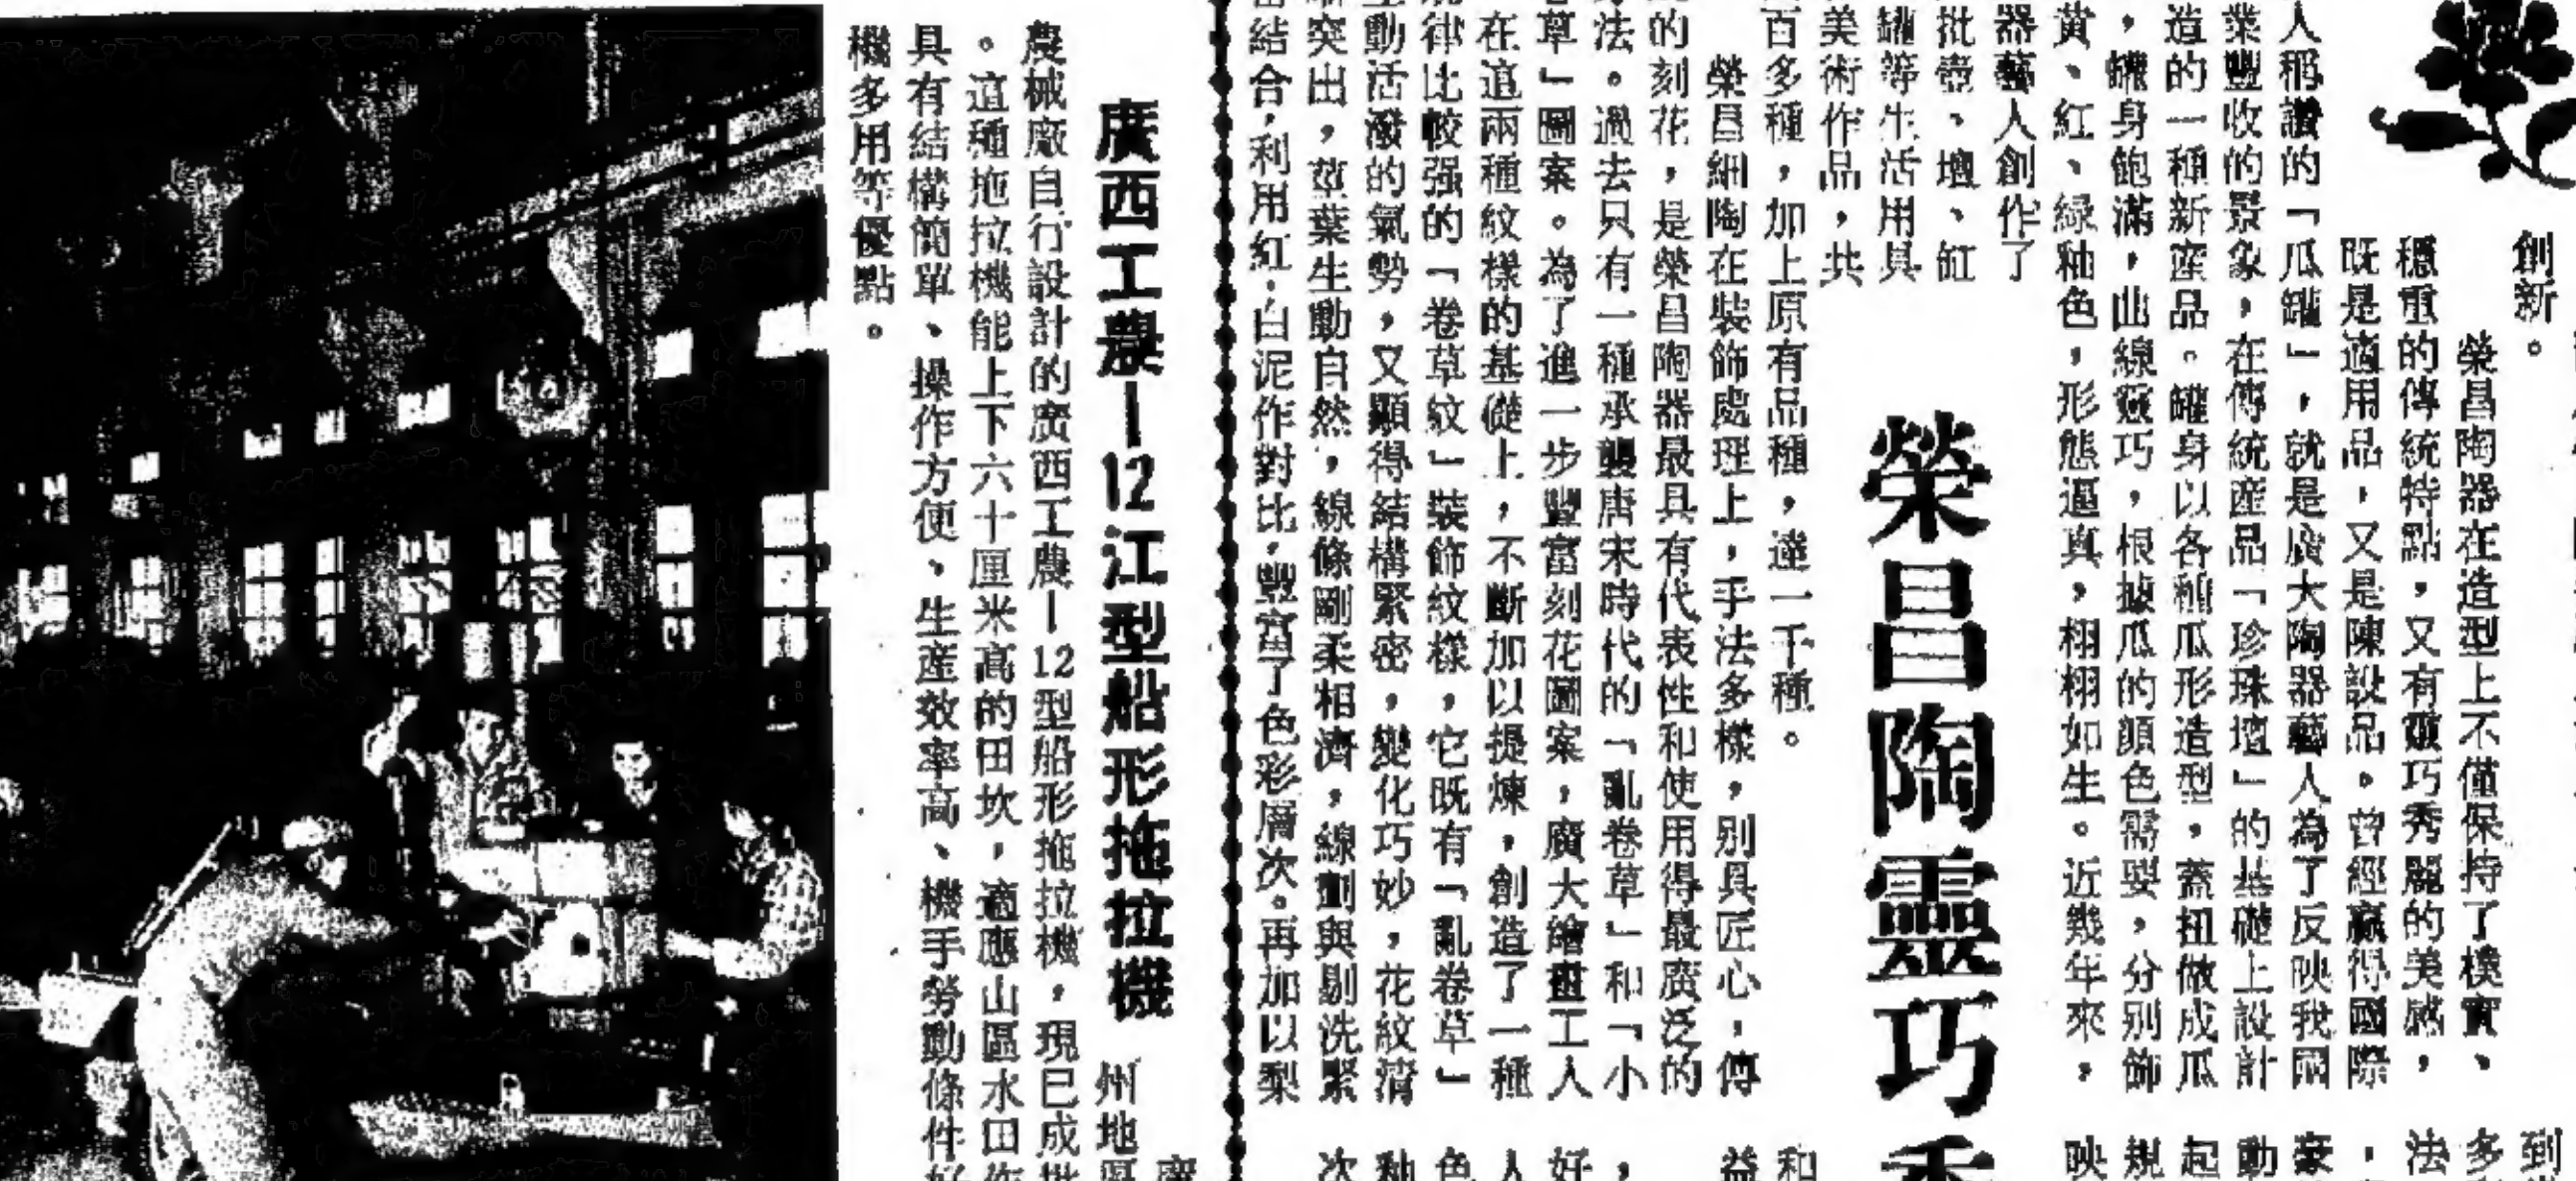 創新。
榮昌陶器在造型上不僅保持了樸實、
穩重的傳統特點，又有靈巧秀麗的美感，
既是適用品，又是陳設品。曾經贏得國際
人稱讚的「瓜罐」，就是廣大陶器藝人為了反映我國
業豐收的景象，在傳統產品「珍珠壇」的基礎上設計
造的一種新產品。罐身以各種瓜形造型，蓋扭做成瓜
，罐身飽滿，曲線靈巧，根據瓜的顏色需要，分别飾
黃、紅、綠釉色，形態逼真，栩栩如生。近幾年來，
器藝人創作了
批壺、壇、缸
罐等生活用具
美術作品，共
百多種，加上原有品種，達一千種。
榮昌陶靈巧秀
榮昌細陶在裝飾處理上，手法多樣，别具匠心，傳
的刻花，是榮昌陶器最具有代表性和使用得最廣泛的
法。過去只有一種承襲唐宋時代的「亂卷草」和「小
草」圖案。為了進一步豐富刻花圖案，廣大繪畫工人
在這兩種紋樣的基礎上，不斷加以提煉，創造了一種
律比較强的「卷草紋」裝飾紋樣，它既有「亂卷草」
動活潑的氣勢，又顯得結構緊密，變化巧妙，花紋清
突出，莖葉生動自然，線條剛柔相濟，線劃與剔洗緊
結合，利用紅、白泥作對比，豐富了色彩層次。再加以梨
到
多
法
，
豪
動
起
規
映
和
益
，
好
人
色
釉
次
廣西工農—12江型船形拖拉機
廣
州地區
農械廠自行設計的廣西工農—12型船形拖拉機，現已成批
。這種拖拉機能上下六十厘米高的田坎，適應山區水田作
具有結構簡單、操作方便、生產效率高、機手勞動條件好
機多用等優點。